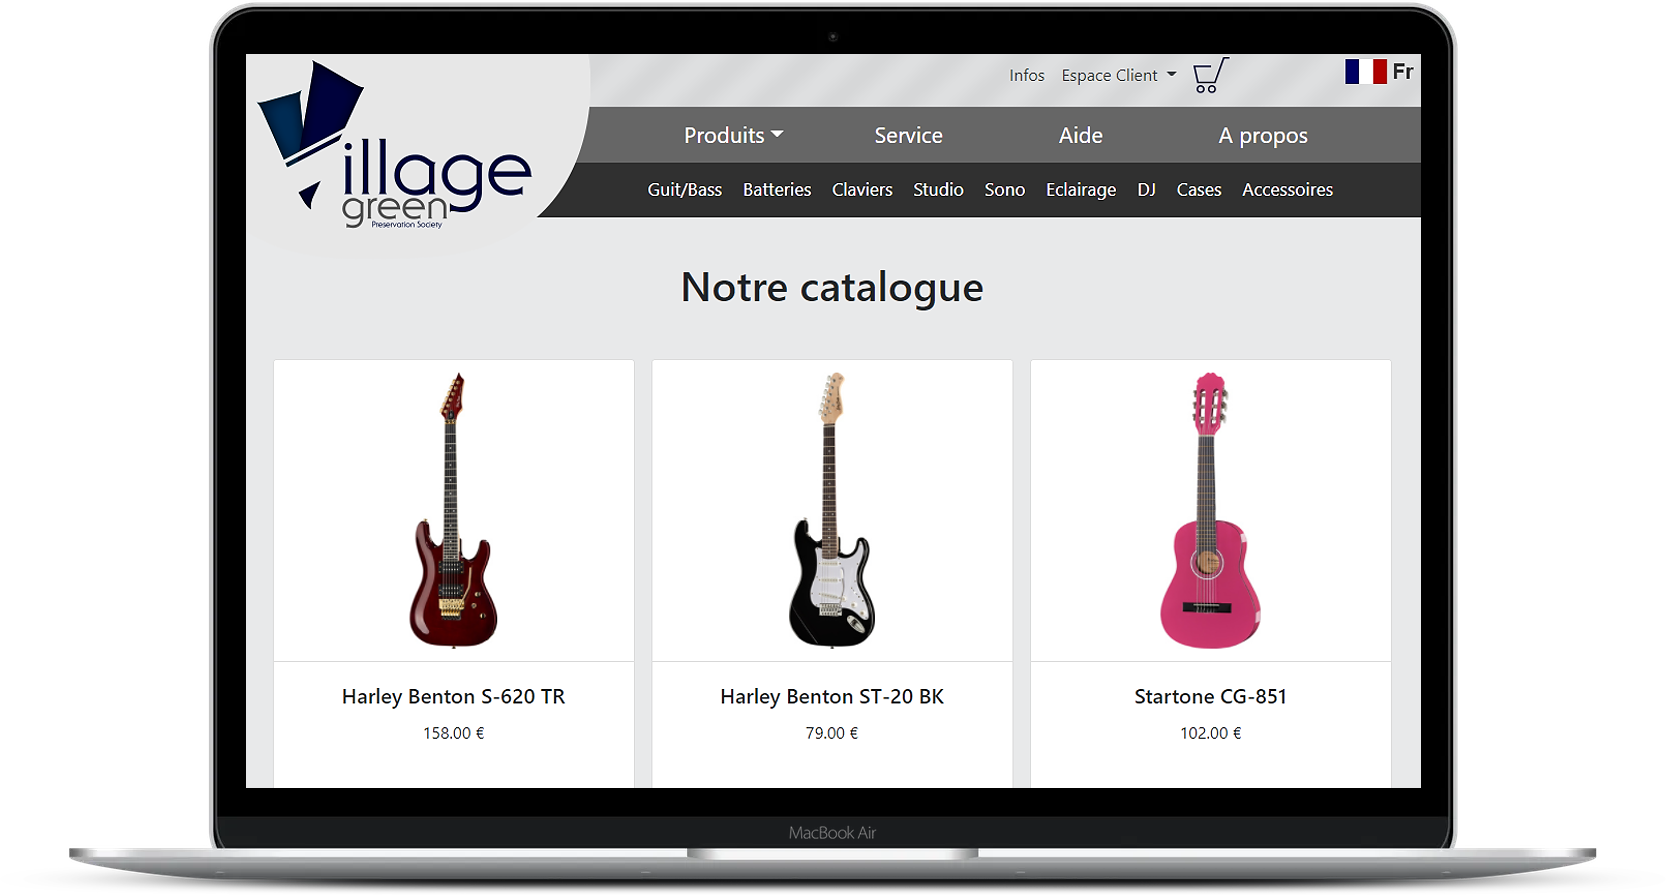 Infos Espace Client Fr
Produits Service Aide A propos
Guit/Bass Batteries Claviers Studio Sono Eclairage DJ Cases Accessoires
illage
green
Preservation Society
Notre catalogue
Harley Benton S-620 TR
158.00 €
Harley Benton ST-20 BK
79.00 €
Startone CG-851
102.00 €
MacBook Air